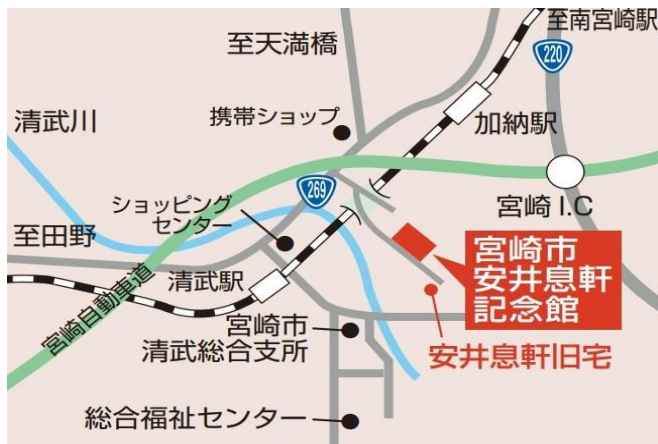 至南宮崎駅
至天満橋
220
清武川
携帯ショップ
加納駅
269
宮崎 I.C
ショッピング
センター
至田野
清武駅
宮崎自動車道
宮崎市
安井息軒
記念館
宮崎市
清武総合支所
安井息軒旧宅
総合福祉センター